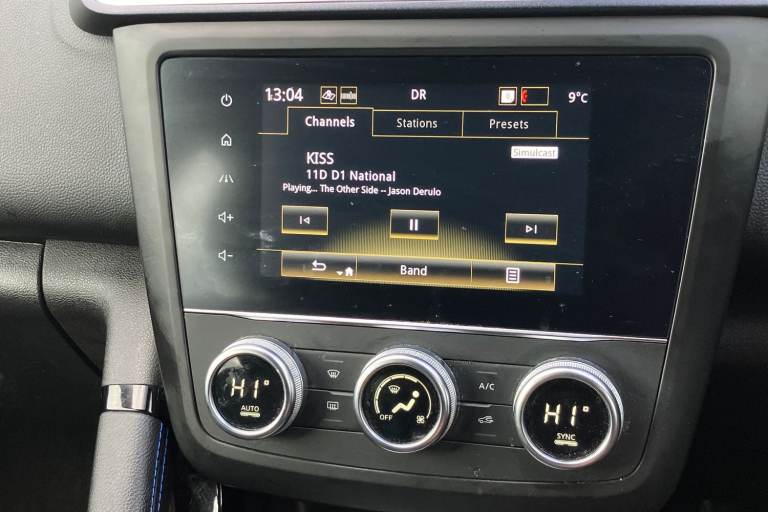 13:04 DR 9°C
Channels Stations Presets
Simulcast
KISS
11D D1 National
Playing... The Other Side -- Jason Derulo
Band
HI°
AUTO
OFF
A/C
HI°
SYNC